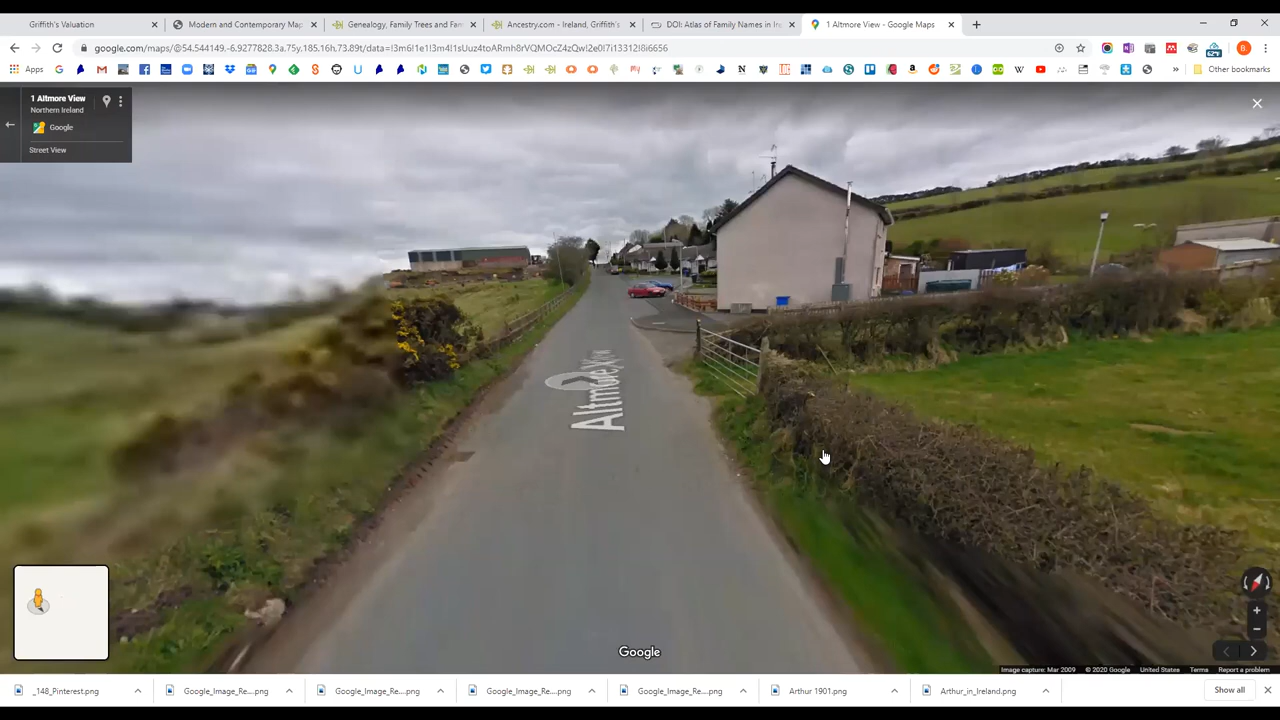 Griffith's Valuation
Modern and Contemporary Map
Genealogy, Family Trees and Fam
Ancestry.com - Ireland, Griffith's
DOI: Atlas of Family Names in Ir
1 Altmore View - Google Maps
google.com/maps/@54.544149,-6.9277828,3a,75y,185.16h,73.89t/data=!3m6!1e1!3m4!1sUuz4toARmh8rVQMOcZ4zQw!2e0!7i13312!8i6656
Apps
Other bookmarks
1 Altmore View
Northern Ireland
Google
Street View
Altmore View
Google
Image capture: Mar 2009 © 2020 Google United States Terms Report a problem
_148_Pinterest.png
Google_Image_Re....png
Google_Image_Re....png
Google_Image_Re....png
Google_Image_Re....png
Arthur 1901.png
Arthur_in_Ireland.png
Show all